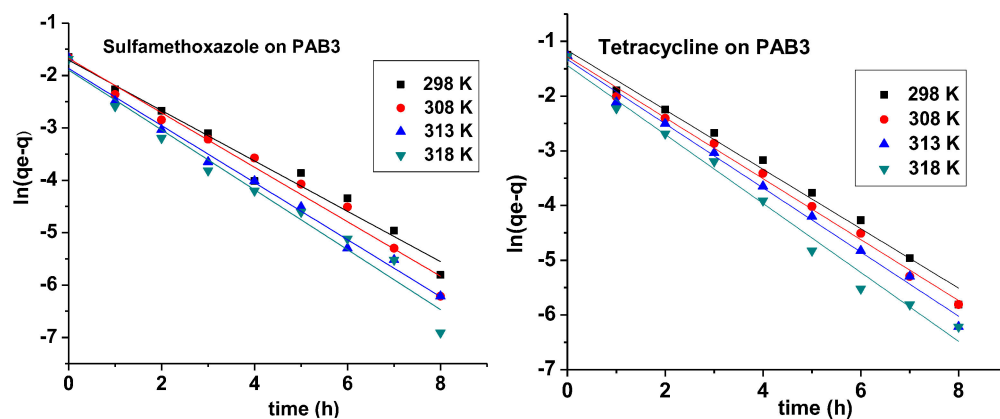 Sulfamethoxazole on PAB3
298 K
308 K
313 K
318 K
ln(qe-q)
-1
-2
-3
-4
-5
-6
-7
0
2
4
6
8
time (h)
Tetracycline on PAB3
298 K
308 K
313 K
318 K
ln(qe-q)
-1
-2
-3
-4
-5
-6
-7
0
2
4
6
8
time (h)